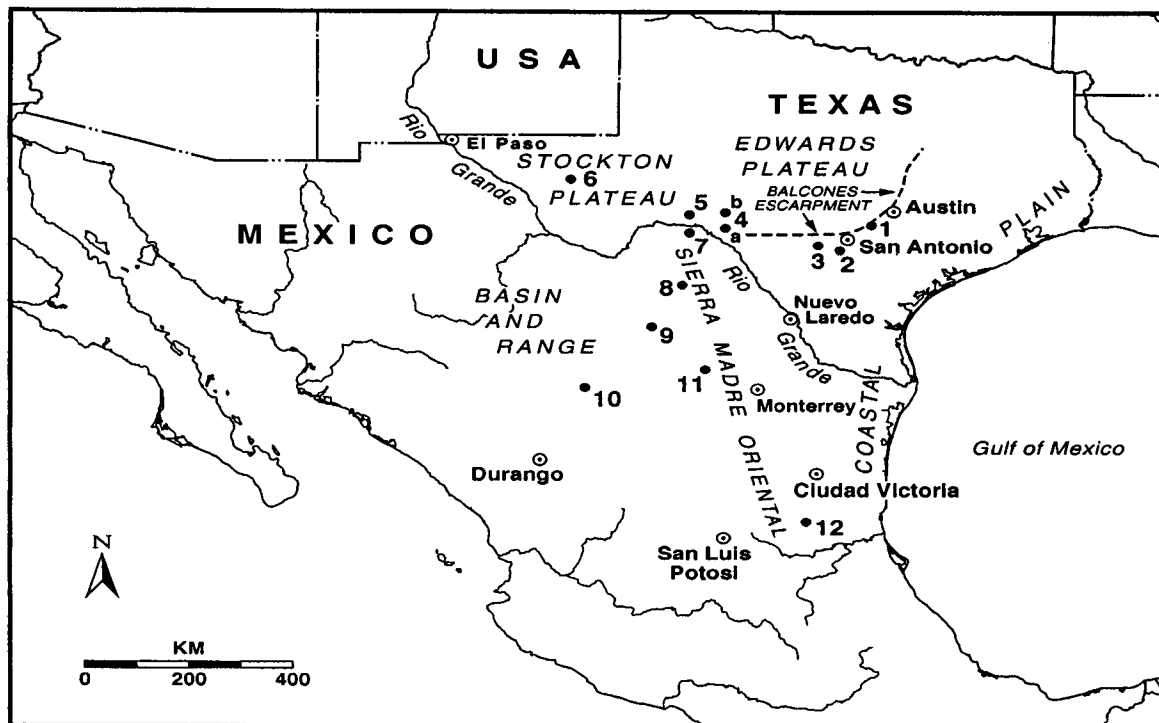 USA
TEXAS
Rio
El Paso
Grande
STOCKTON
PLATEAU
EDWARDS
PLATEAU
BALCONES
ESCARPMENT
6
5
b
4
a
7
Austin
1
San Antonio
3
2
PLAIN
MEXICO
8
SIERRA MADRE ORIENTAL
Rio
Nuevo
Laredo
Grande
BASIN
AND
RANGE
9
10
11
Monterrey
COASTAL
Gulf of Mexico
Durango
Ciudad Victoria
12
San Luis
Potosi
N
KM
0 200 400